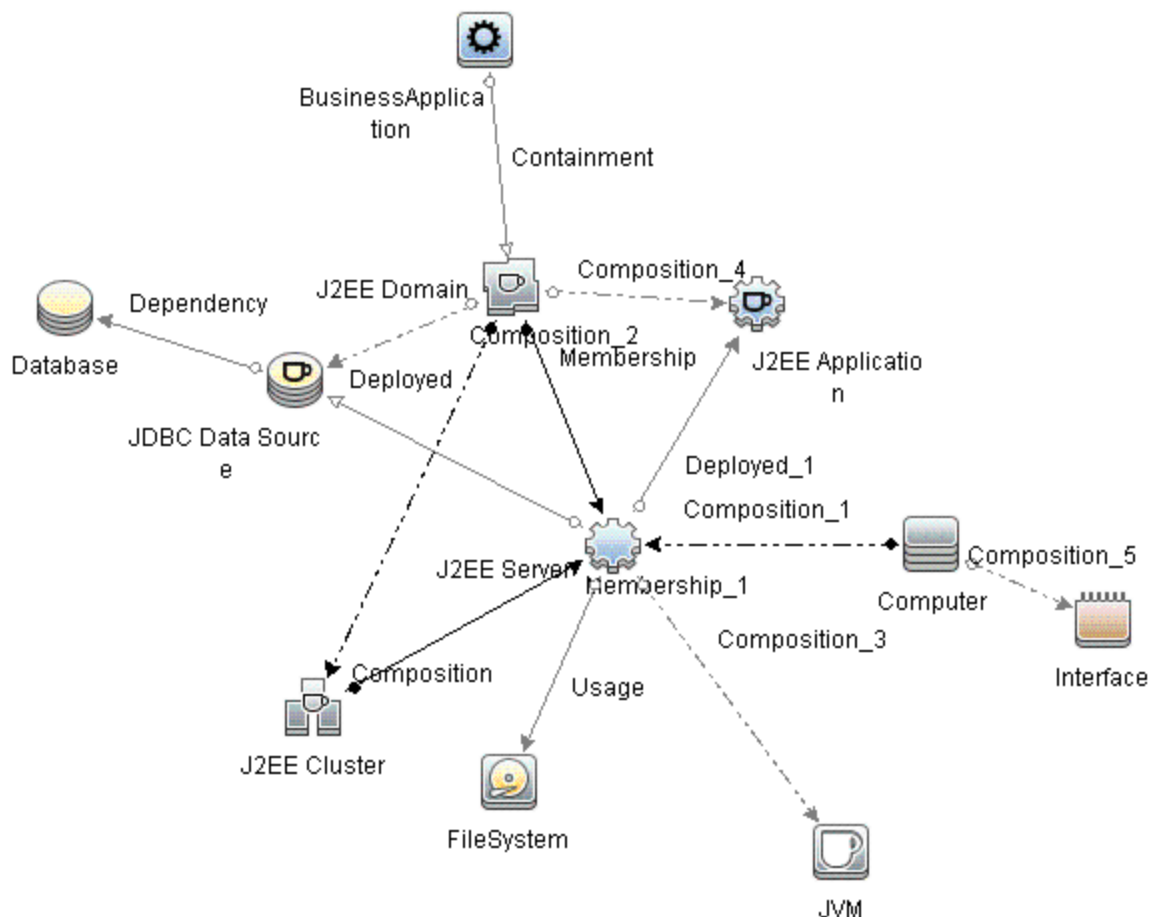 BusinessApplica
tion
Containment
Composition_4
J2EE Domain
Dependency
Composition_2
Membership
Database
J2EE Applicatio
n
Deployed
JDBC Data Sourc
e
Deployed_1
Composition_1
Composition_5
J2EE Server
Membership_1
Computer
Composition_3
Composition
Interface
Usage
J2EE Cluster
FileSystem
JVM